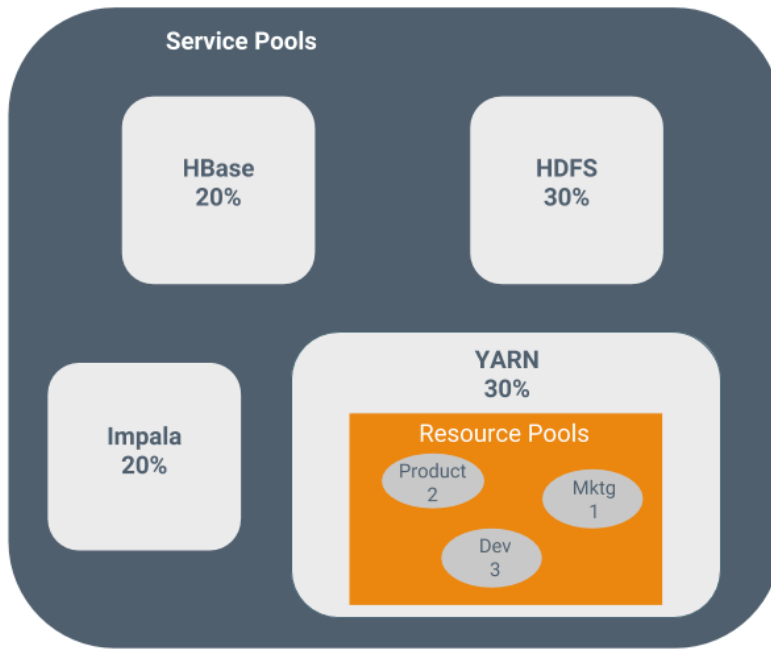 Service Pools
HBase
20%
HDFS
30%
Impala
20%
YARN
30%
Resource Pools
Product
2
Mktg
1
Dev
3